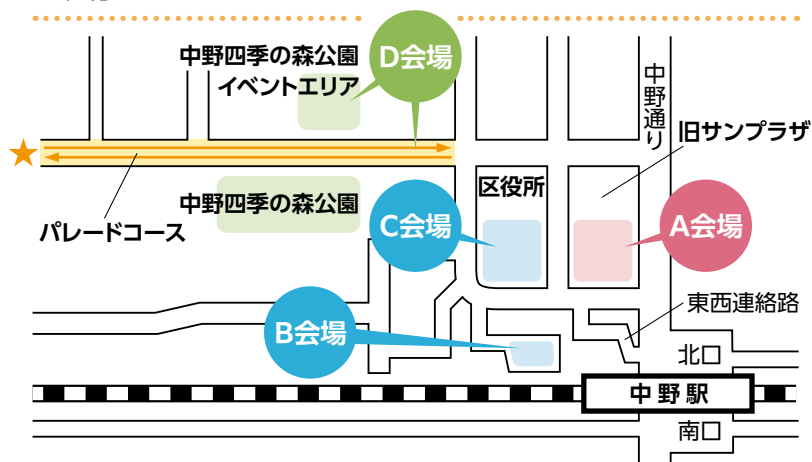 中野四季の森公園
イベントエリア
D会場
中野通り
旧サンプラザ
区役所
中野四季の森公園
パレードコース
C会場
A会場
東西連絡路
B会場
北口
中野駅
南口